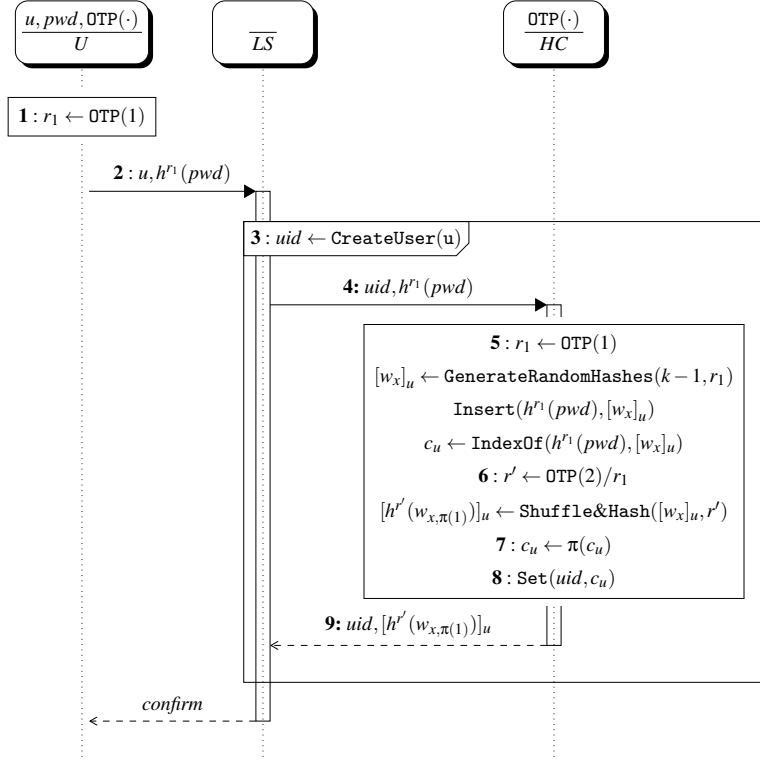 u, pwd, OTP(·)
U
LS
OTP(·)
HC
1 : r₁ ← OTP(1)
2 : u, h^{r₁}(pwd)
3 : uid ← CreateUser(u)
4: uid, h^{r₁}(pwd)
5 : r₁ ← OTP(1)
[w_x]_u ← GenerateRandomHashes(k − 1, r₁)
Insert(h^{r₁}(pwd), [w_x]_u)
c_u ← IndexOf(h^{r₁}(pwd), [w_x]_u)
6 : r′ ← OTP(2)/r₁
[h^{r′}(w_{x,π(1)})]_u ← Shuffle&Hash([w_x]_u, r′)
7 : c_u ← π(c_u)
8 : Set(uid, c_u)
9: uid, [h^{r′}(w_{x,π(1)})]_u
confirm